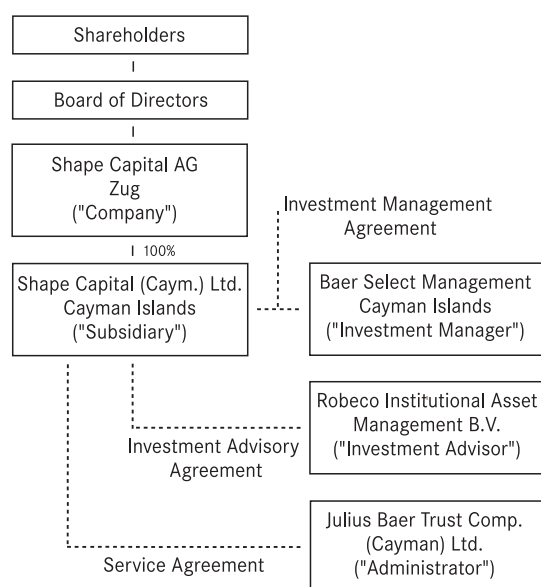 Shareholders
Board of Directors
Shape Capital AG
Zug
("Company")
100%
Investment Management
Agreement
Shape Capital (Caym.) Ltd.
Cayman Islands
("Subsidiary")
Baer Select Management
Cayman Islands
("Investment Manager")
Robeco Institutional Asset
Management B.V.
("Investment Advisor")
Investment Advisory
Agreement
Julius Baer Trust Comp.
(Cayman) Ltd.
("Administrator")
Service Agreement